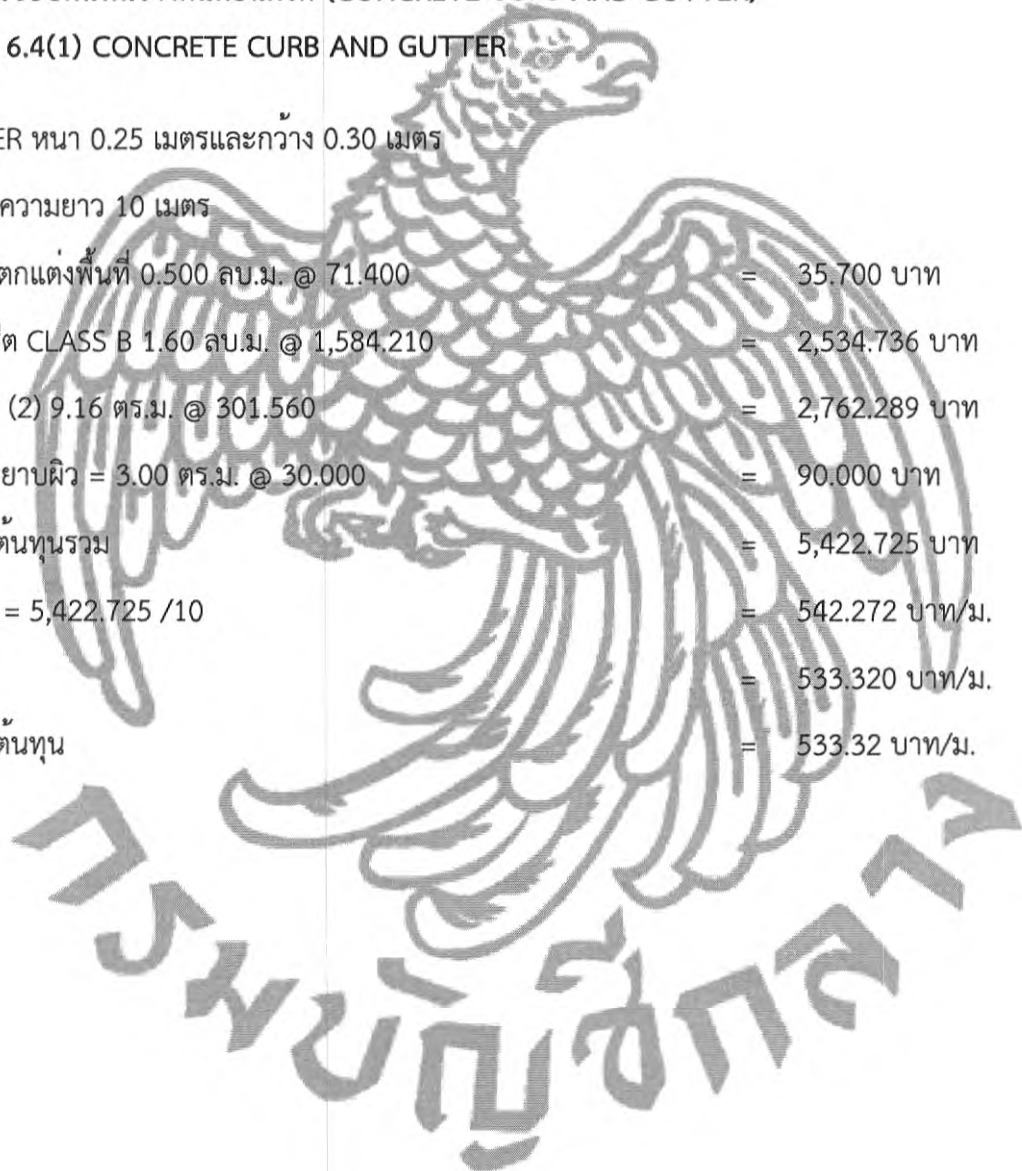 (CONCRETE CURB AND GUTTER)
6.4(1) CONCRETE CURB AND GUTTER
ER หนา 0.25 เมตรและกว้าง 0.30 เมตร
ความยาว 10 เมตร
ตกแต่งพื้นที่ 0.500 ลบ.ม. @ 71.400 = 35.700 บาท
ต CLASS B 1.60 ลบ.ม. @ 1,584.210 = 2,534.736 บาท
(2) 9.16 ตร.ม. @ 301.560 = 2,762.289 บาท
ยาบผิว = 3.00 ตร.ม. @ 30.000 = 90.000 บาท
ต้นทุนรวม = 5,422.725 บาท
= 5,422.725 /10 = 542.272 บาท/ม.
= 533.320 บาท/ม.
ต้นทุน = 533.32 บาท/ม.
กรมบัญชีกลาง